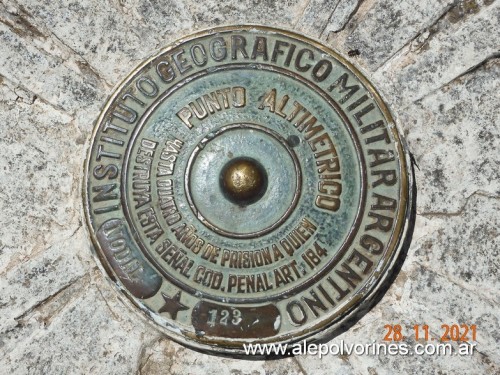 INSTITUTO GEOGRAFICO MILITAR ARGENTINO
PUNTO ALTIMETRICO
HASTA CUATRO AÑOS DE PRISION A QUIEN
DESTRUYA ESTA SEÑAL COD. PENAL ART. 184
123
28 11 2021
www.alepolvorines.com.ar